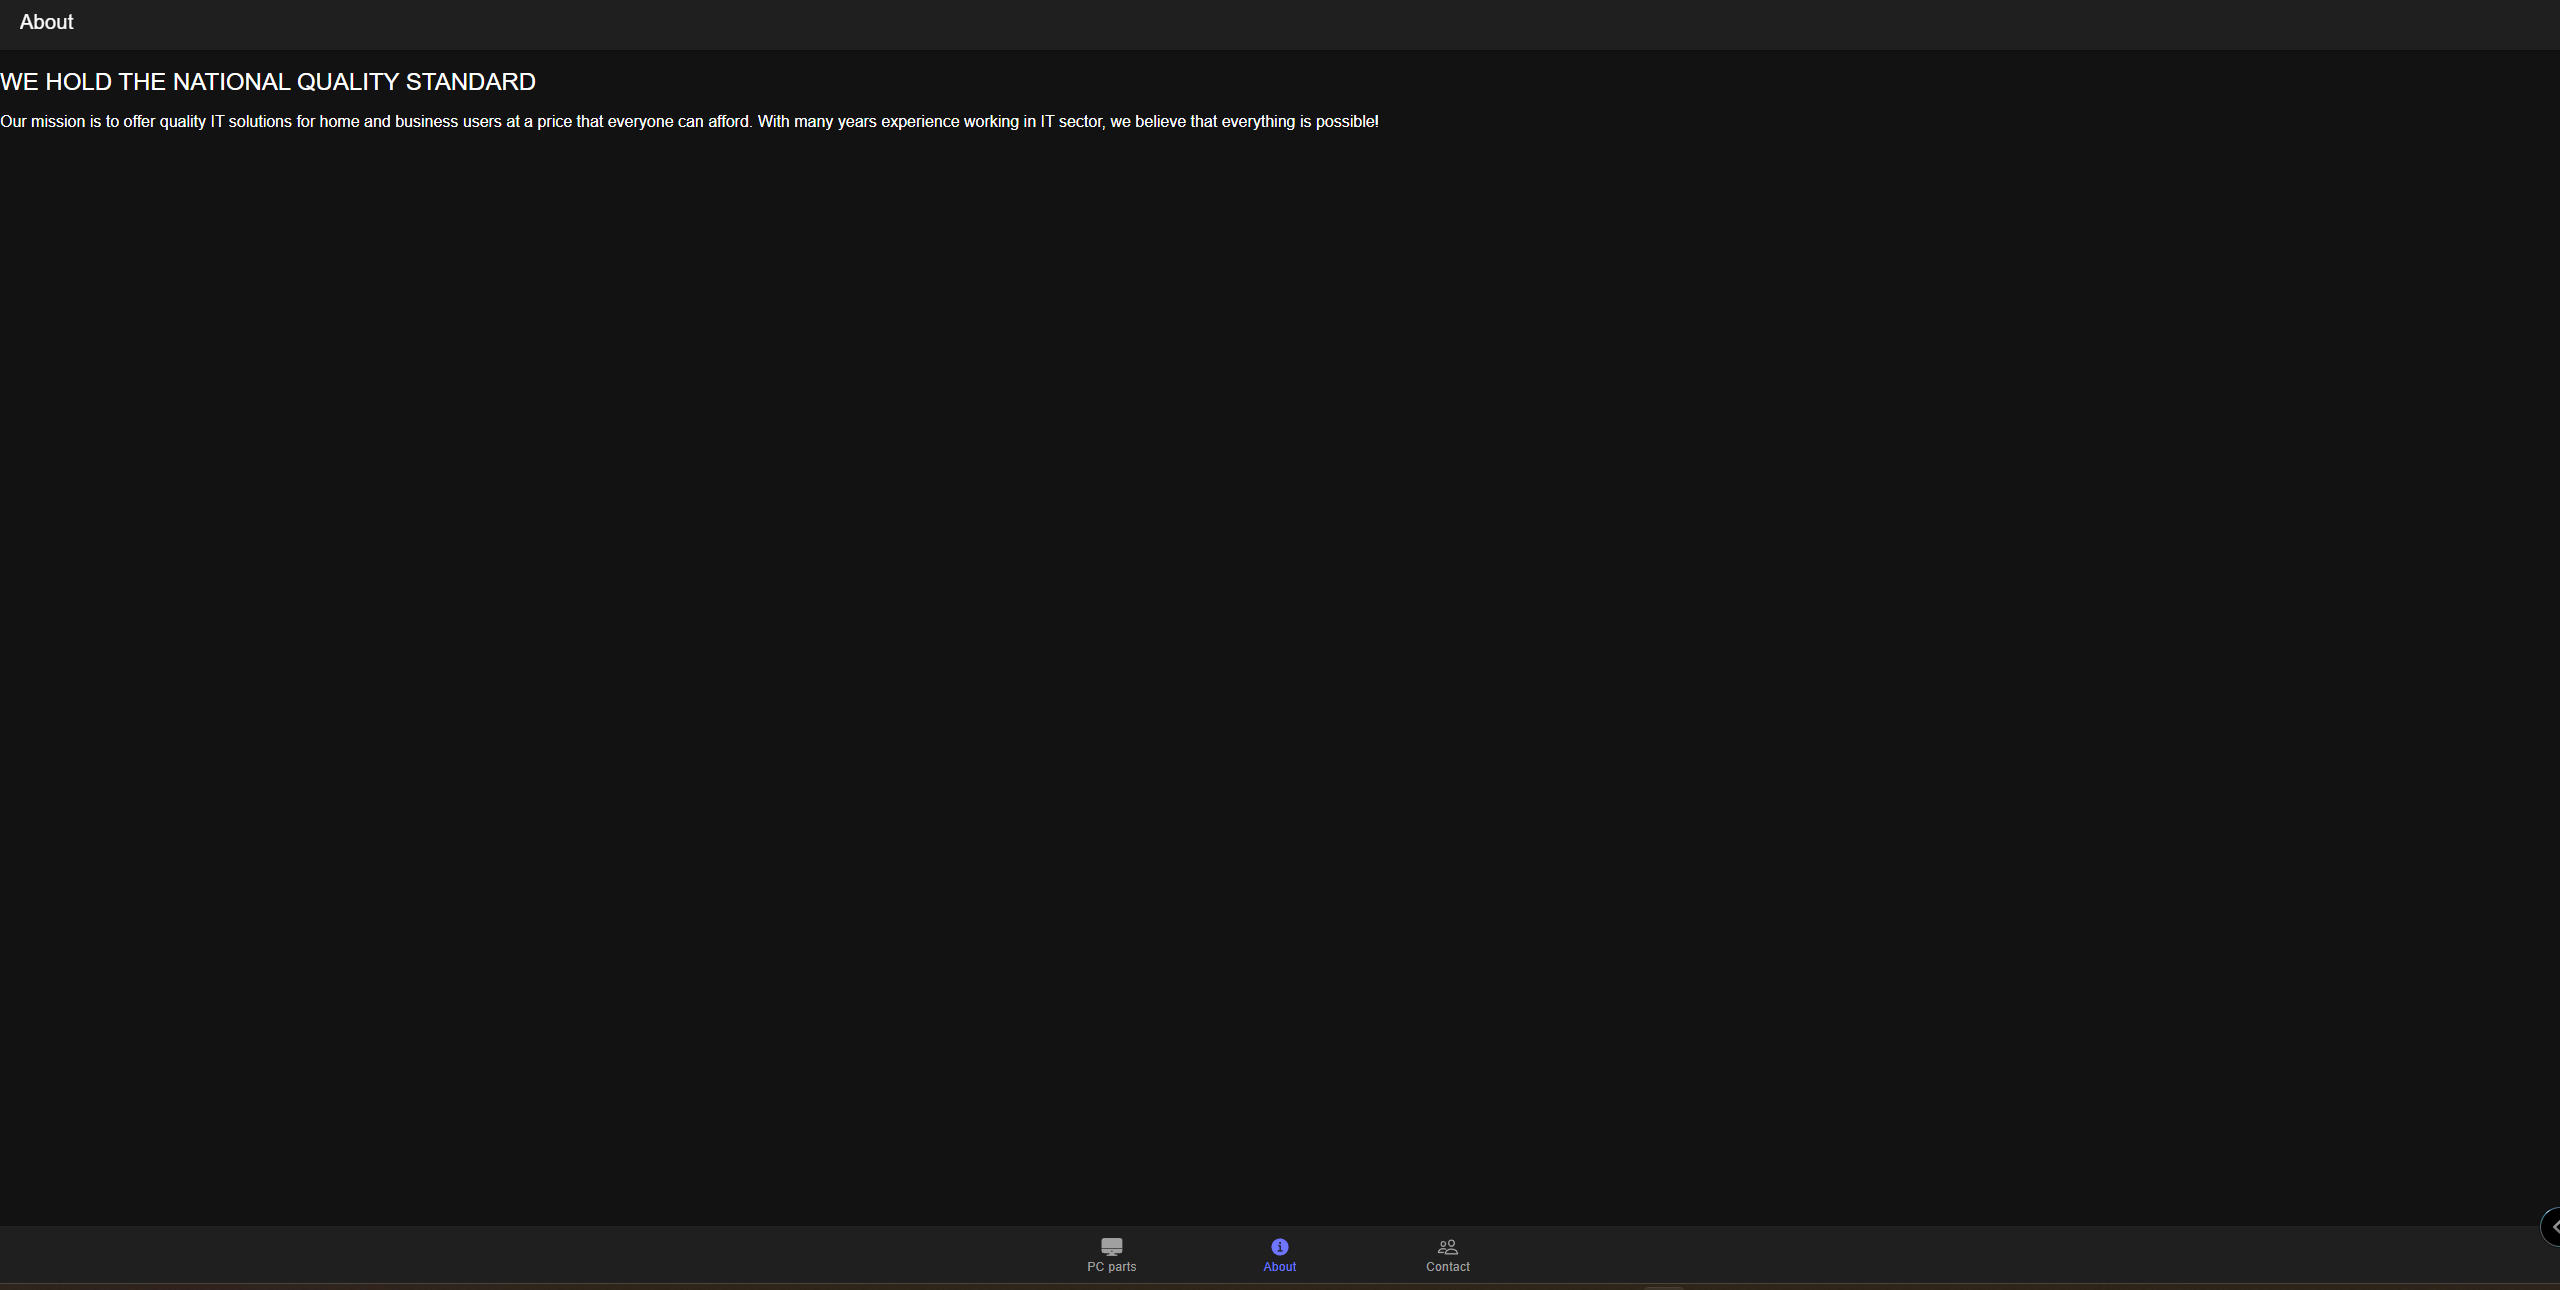 About
WE HOLD THE NATIONAL QUALITY STANDARD
Our mission is to offer quality IT solutions for home and business users at a price that everyone can afford. With many years experience working in IT sector, we believe that everything is possible!
PC parts
About
Contact